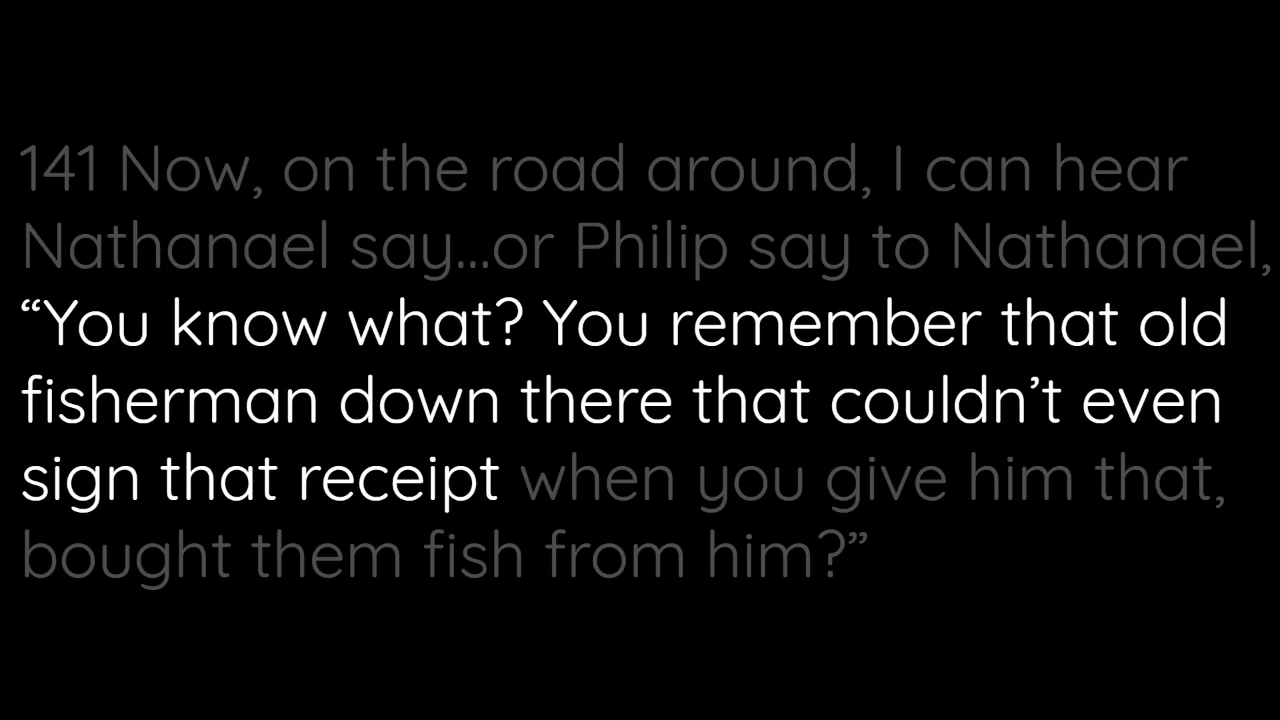 141 Now, on the road around, I can hear
Nathanael say...or Philip say to Nathanael,
“You know what? You remember that old
fisherman down there that couldn’t even
sign that receipt when you give him that,
bought them fish from him?”